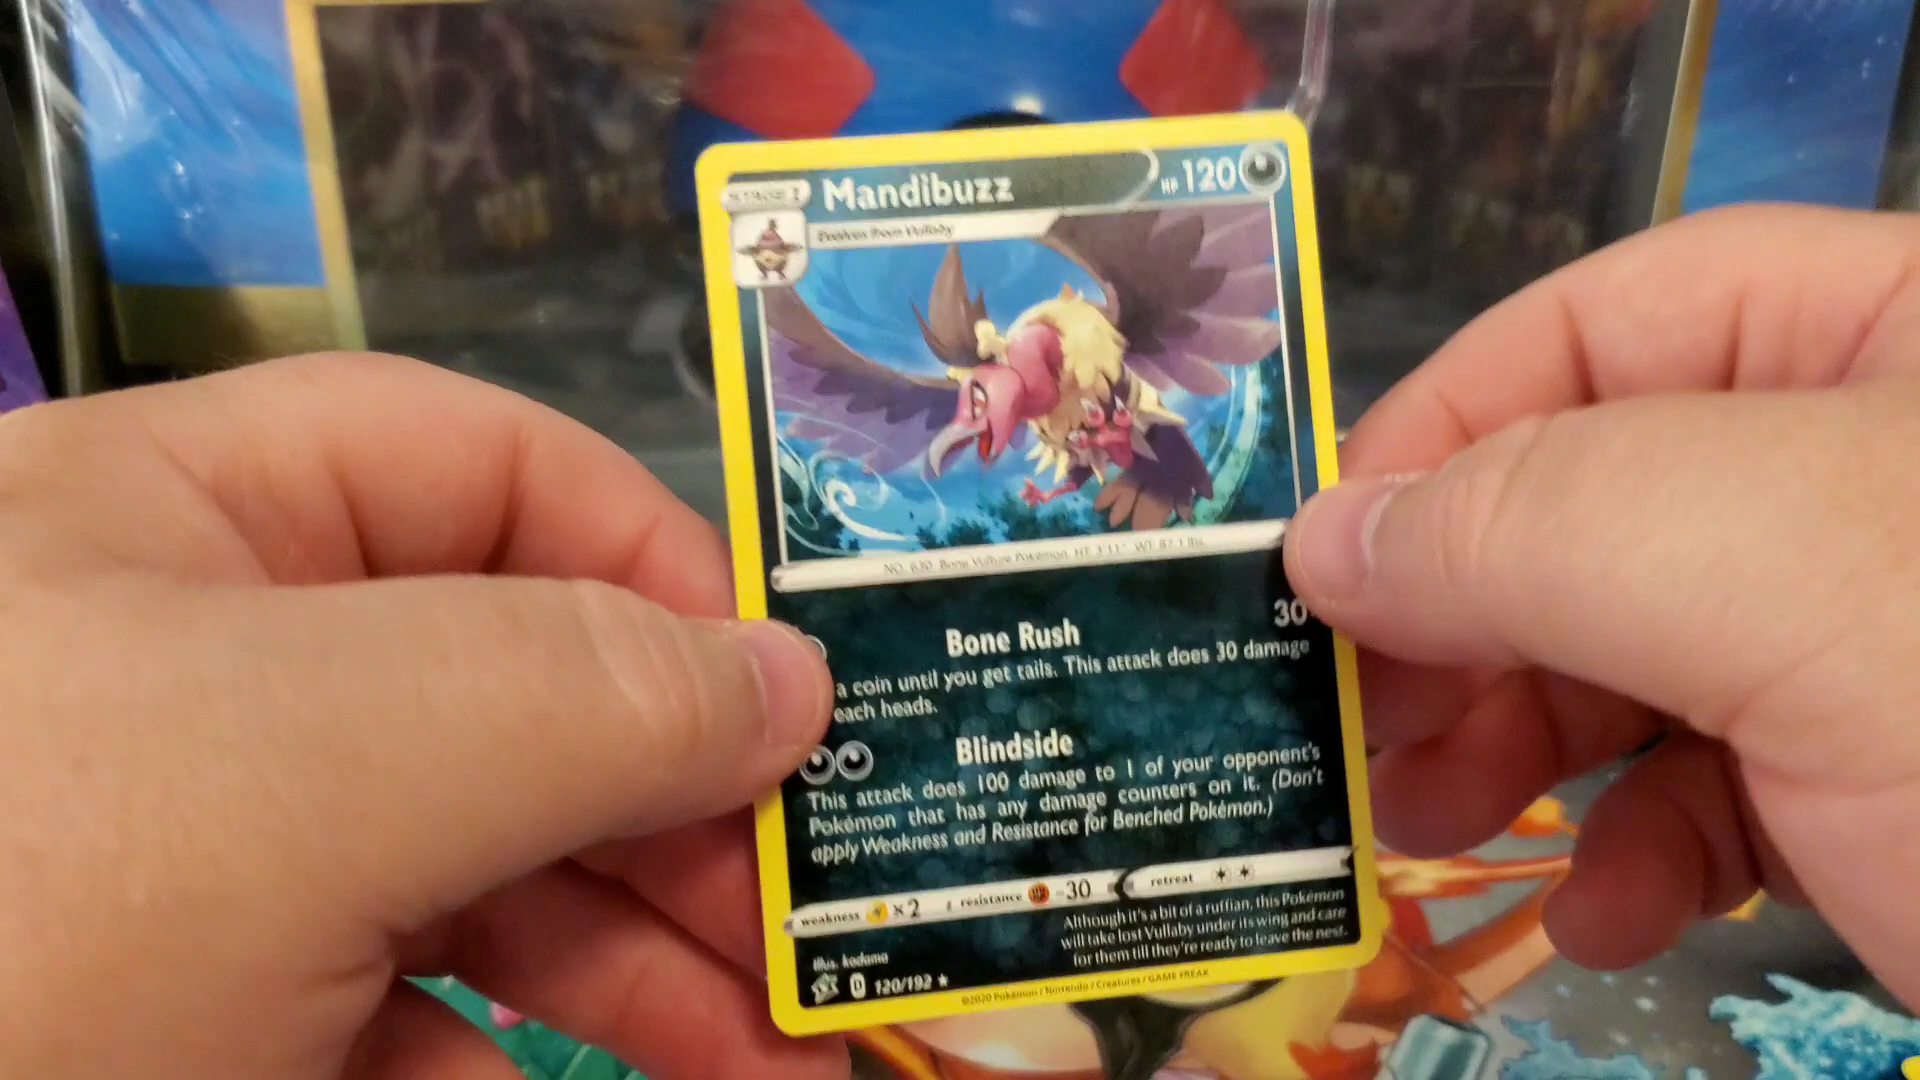 STAGE 1 Mandibuzz HP 120
Evolves from Vullaby
NO. 630 Bone Vulture Pokémon HT: 3'11" WT: 87.1 lbs.
Bone Rush 30
a coin until you get tails. This attack does 30 damage
each heads.
Blindside
This attack does 100 damage to 1 of your opponent's
Pokémon that has any damage counters on it. (Don't
apply Weakness and Resistance for Benched Pokémon.)
weakness ×2 resistance -30 retreat
Although it's a bit of a ruffian, this Pokémon
will take lost Vullaby under its wing and care
for them till they're ready to leave the nest.
Illus. kodama
D 120/192 ★
©2020 Pokémon / Nintendo / Creatures / GAME FREAK